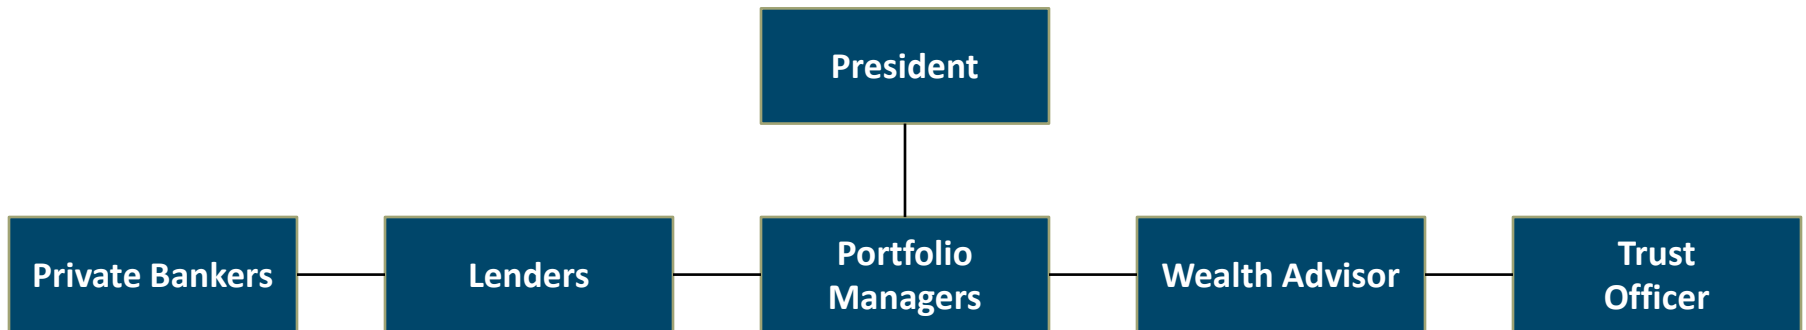 President
Private Bankers
Lenders
Portfolio
Managers
Wealth Advisor
Trust
Officer